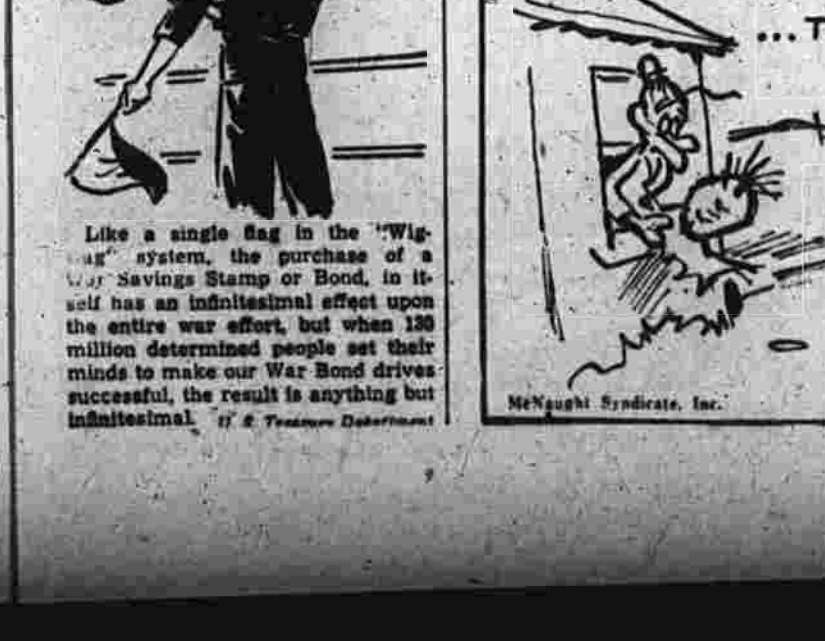 Like a single flag in the "Wig-
wag" system, the purchase of a
War Savings Stamp or Bond, in it-
self has an infinitesimal effect upon
the entire war effort, but when 130
million determined people set their
minds to make our War Bond drives
successful, the result is anything but
infinitesimal. U S Treasury Department
...T
McNaught Syndicate, Inc.